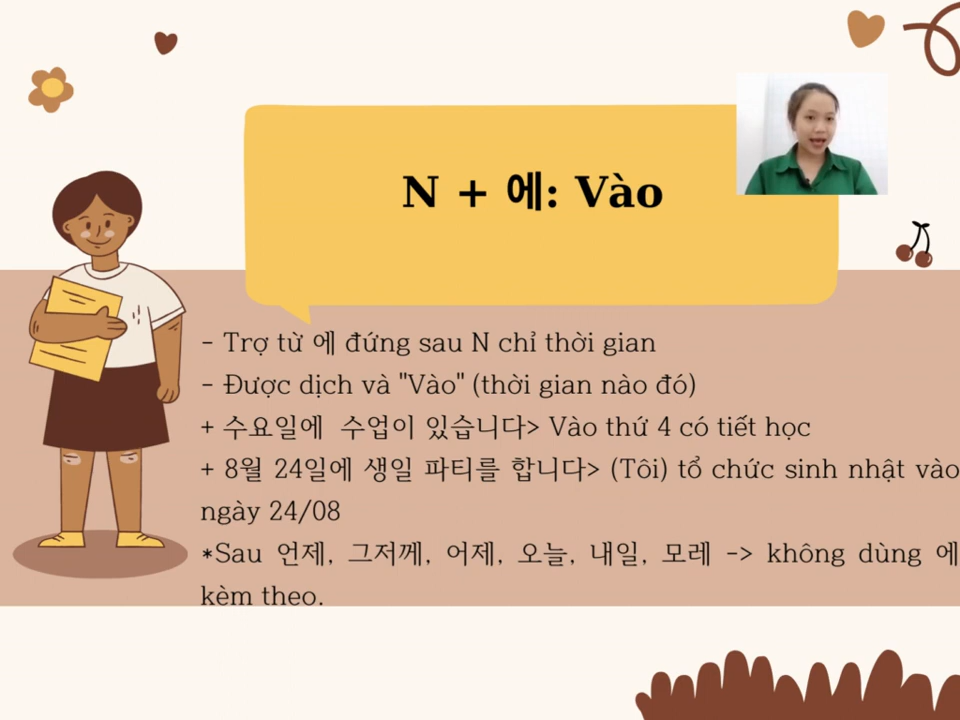 N + 에: Vào
- Trợ từ 에 đứng sau N chỉ thời gian
- Được dịch và "Vào" (thời gian nào đó)
+ 수요일에 수업이 있습니다> Vào thứ 4 có tiết học
+ 8월 24일에 생일 파티를 합니다> (Tôi) tổ chức sinh nhật vào
ngày 24/08
*Sau 언제, 그저께, 어제, 오늘, 내일, 모레 -> không dùng 에
kèm theo.